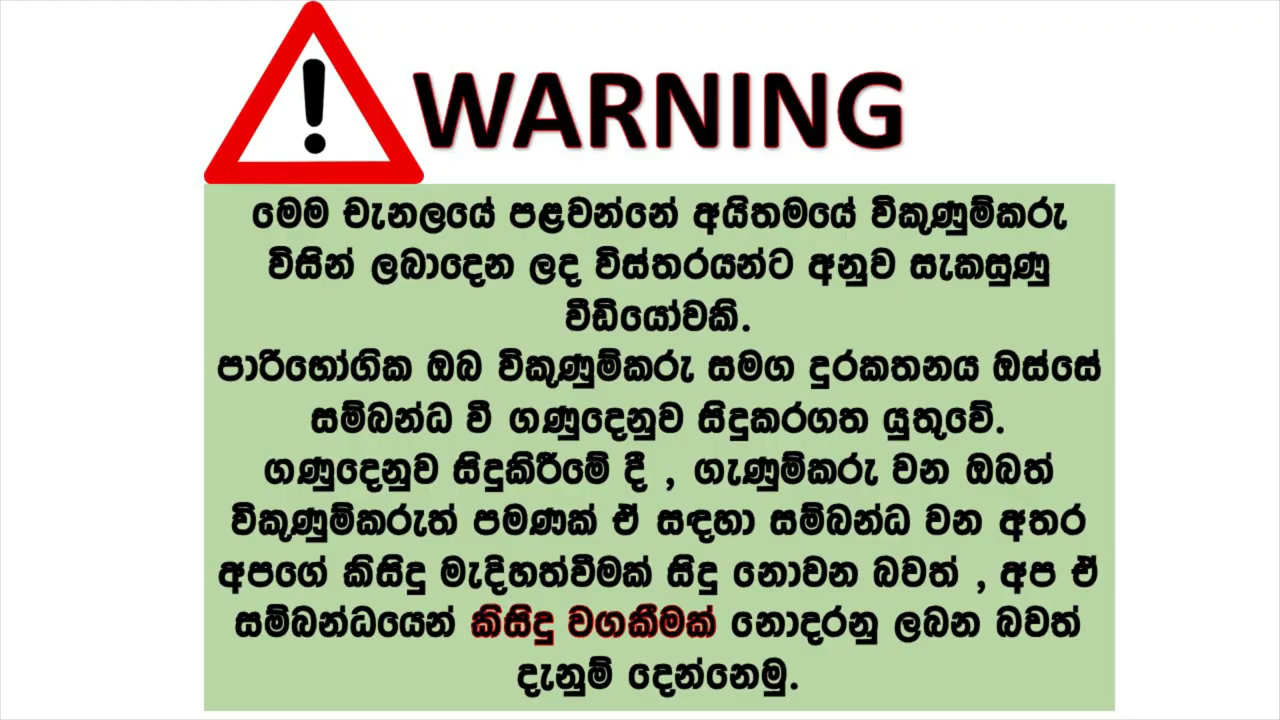 WARNING
මෙම චැනලයේ පළවන්නේ අයිතමයේ විකුණුම්කරු
විසින් ලබාදෙන ලද විස්තරයන්ට අනුව සැකසුණු
වීඩියෝවකි.
පාරිභෝගික ඔබ විකුණුම්කරු සමග දුරකතනය ඔස්සේ
සම්බන්ධ වී ගණුදෙනුව සිදුකරගත යුතුවේ.
ගණුදෙනුව සිදුකිරීමේ දී , ගැණුම්කරු වන ඔබත්
විකුණුම්කරුත් පමණක් ඒ සඳහා සම්බන්ධ වන අතර
අපගේ කිසිදු මැදිහත්වීමක් සිදු නොවන බවත් , අප ඒ
සම්බන්ධයෙන් කිසිදු වගකීමක් නොදරනු ලබන බවත්
දැනුම් දෙන්නෙමු.